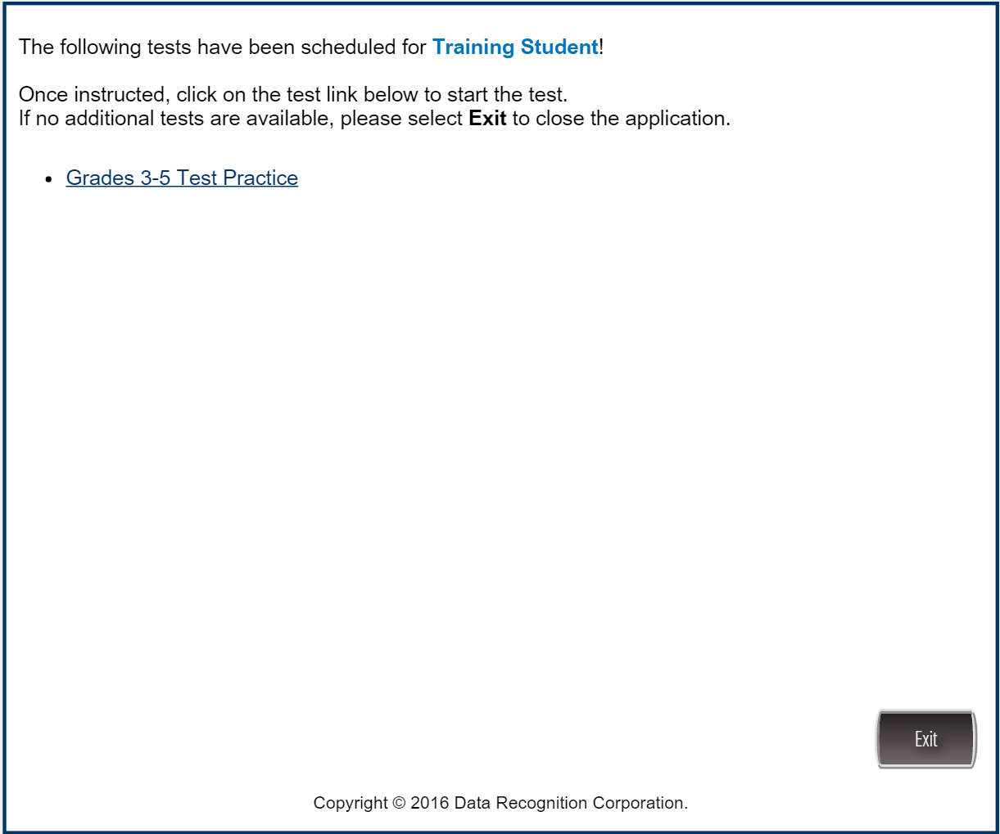 The following tests have been scheduled for Training Student!
Once instructed, click on the test link below to start the test.
If no additional tests are available, please select Exit to close the application.
• Grades 3-5 Test Practice
Exit
Copyright © 2016 Data Recognition Corporation.